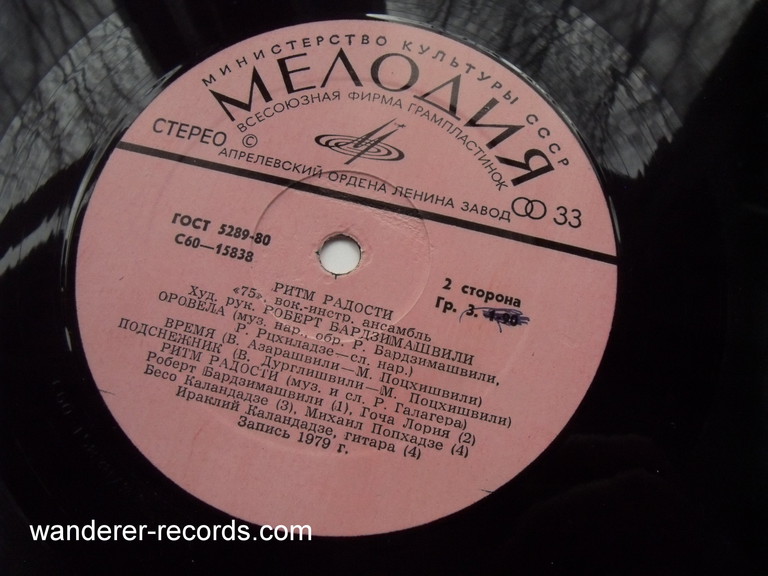 МИНИСТЕРСТВО КУЛЬТУРЫ СССР
МЕЛОДИЯ
ВСЕСОЮЗНАЯ ФИРМА ГРАМПЛАСТИНОК
СТЕРЕО ©
АПРЕЛЕВСКИЙ ОРДЕНА ЛЕНИНА ЗАВОД
33
ГОСТ 5289-80
С60—15838
2 сторона
Гр. 3.
РИТМ РАДОСТИ
«75». вок.-инстр. ансамбль
Худ. рук. РОБЕРТ БАРДЗИМАШВИЛИ
ОРОВЕЛА (муз. нар., обр. Р. Бардзимашвили,
Р. Рцхиладзе—сл. нар.)
ВРЕМЯ (В. Азарашвили—М. Поцхишвили)
ПОДСНЕЖНИК (В. Дурглишвили—М. Поцхишвили)
РИТМ РАДОСТИ (муз. и сл. Р. Галагера)
Роберт Бардзимашвили (1), Гоча Лория (2)
Бесо Каландадзе (3), Михаил Попхадзе (4)
Ираклий Каландадзе, гитара (4)
Запись 1979 г.
wanderer-records.com